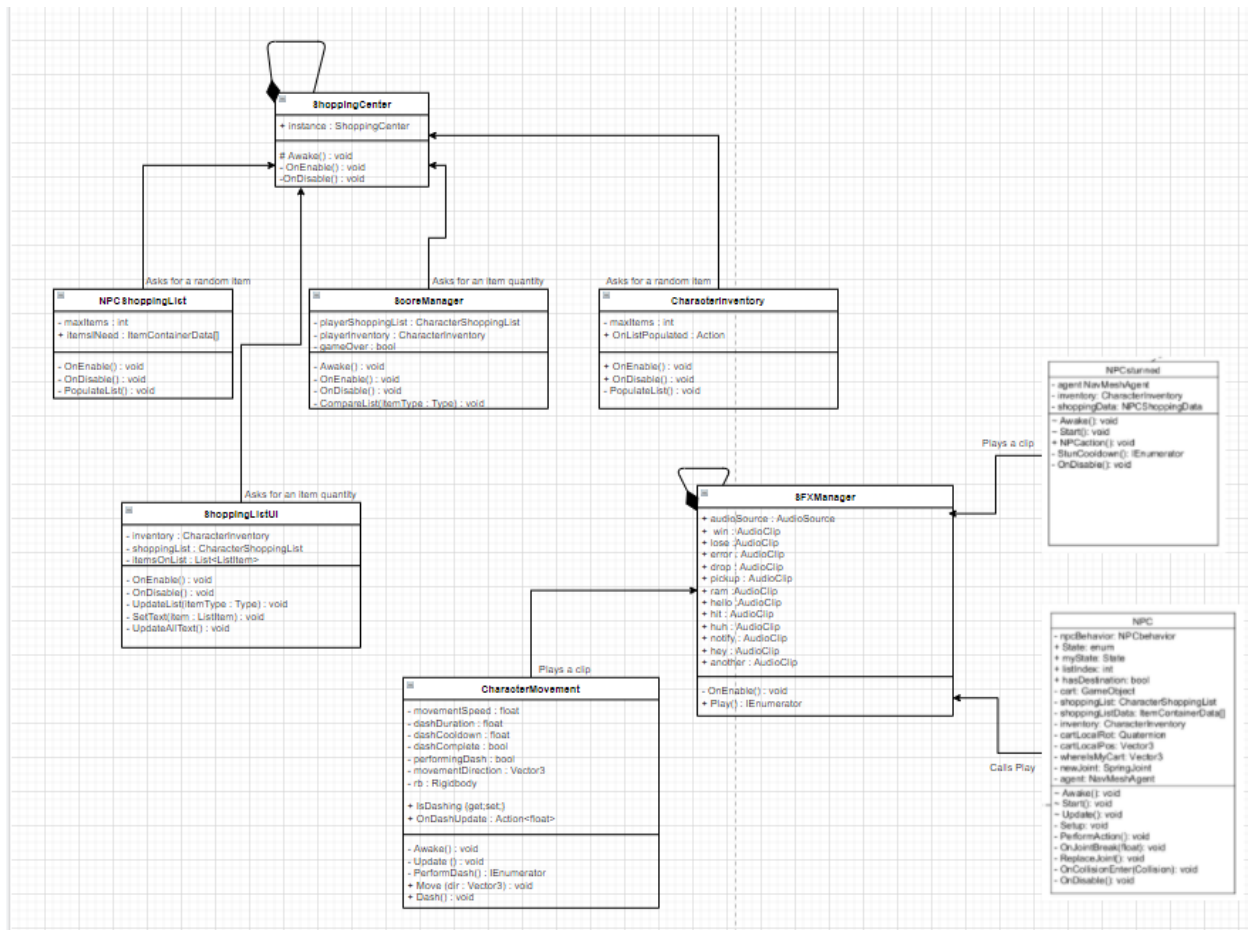 ShoppingCenter
+ instance : ShoppingCenter
# Awake() : void
- OnEnable() : void
-OnDisable() : void
Asks for a random item
NPCShoppingList
- maxItems : int
+ itemsINeed : ItemContainerData[]
- OnEnable() : void
- OnDisable() : void
- PopulateList() : void
Asks for an item quantity
ScoreManager
- playerShoppingList : CharacterShoppingList
- playerInventory : CharacterInventory
- gameOver : bool
- Awake() : void
- OnEnable() : void
- OnDisable() : void
- CompareList(itemType : Type) : void
Asks for a random item
CharacterInventory
- maxItems : int
+ OnListPopulated : Action
+ OnEnable() : void
+ OnDisable() : void
- PopulateList() : void
Asks for an item quantity
ShoppingListUI
- inventory : CharacterInventory
- shoppingList : CharacterShoppingList
- itemsOnList : List<ListItem>
- OnEnable() : void
- OnDisable() : void
- UpdateList(itemType : Type) : void
- SetText(item : ListItem) : void
- UpdateAllText() : void
NPCstunned
- agent NavMeshAgent
- inventory: CharacterInventory
- shoppingData: NPCShoppingData
~ Awake(): void
~ Start(): void
+ NPCaction(): void
- StunCooldown(): IEnumerator
- OnDisable(): void
Plays a clip
SFXManager
+ audioSource : AudioSource
+ win : AudioClip
+ lose : AudioClip
+ error : AudioClip
+ drop : AudioClip
+ pickup : AudioClip
+ ram : AudioClip
+ hello : AudioClip
+ hit : AudioClip
+ huh : AudioClip
+ notify, : AudioClip
+ hey : AudioClip
+ another : AudioClip
- OnEnable() : void
+ Play() : IEnumerator
Plays a clip
CharacterMovement
- movementSpeed : float
- dashDuration : float
- dashCooldown : float
- dashComplete : bool
- performingDash : bool
- movementDirection : Vector3
- rb : Rigidbody
+ IsDashing {get;set;}
+ OnDashUpdate : Action<float>
- Awake() : void
- Update () : void
- PerformDash() : IEnumerator
+ Move (dir : Vector3) : void
+ Dash() : void
Calls Play
NPC
- npcBehavior: NPCbehavior
+ State: enum
+ myState: State
+ listIndex: int
+ hasDestination: bool
- cart: GameObject
- shoppingList: CharacterShoppingList
- shoppingListData: ItemContainerData[]
- inventory: CharacterInventory
- cartLocalRot: Quaternion
- cartLocalPos: Vector3
- whereIsMyCart: Vector3
- newJoint: SpringJoint
- agent: NavMeshAgent
~ Awake(): void
~ Start(): void
~ Update(): void
- Setup: void
- PerformAction(): void
- OnJointBreak(float): void
- ReplaceJoint(): void
- OnCollisionEnter(Collision): void
- OnDisable(): void